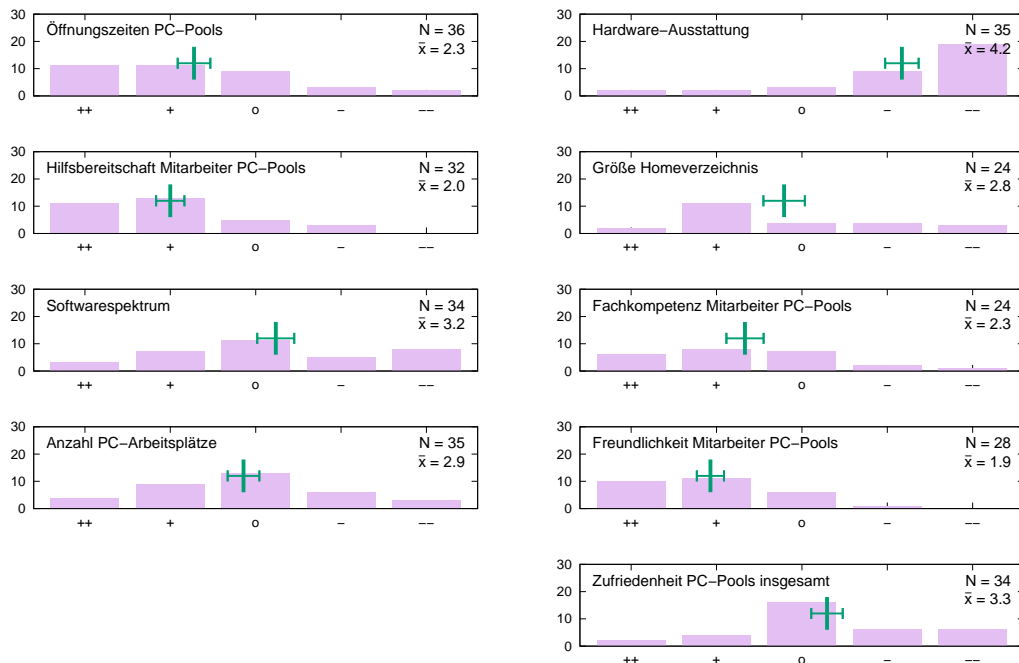 30
Öffnungszeiten PC−Pools
N = 36
20
x̄ = 2.3
10
0
++ + o − −−
30
Hardware−Ausstattung
N = 35
20
x̄ = 4.2
10
0
++ + o − −−
30
Hilfsbereitschaft Mitarbeiter PC−Pools
N = 32
20
x̄ = 2.0
10
0
++ + o − −−
30
Größe Homeverzeichnis
N = 24
20
x̄ = 2.8
10
0
++ + o − −−
30
Softwarespektrum
N = 34
20
x̄ = 3.2
10
0
++ + o − −−
30
Fachkompetenz Mitarbeiter PC−Pools
N = 24
20
x̄ = 2.3
10
0
++ + o − −−
30
Anzahl PC−Arbeitsplätze
N = 35
20
x̄ = 2.9
10
0
++ + o − −−
30
Freundlichkeit Mitarbeiter PC−Pools
N = 28
20
x̄ = 1.9
10
0
++ + o − −−
30
Zufriedenheit PC−Pools insgesamt
N = 34
20
x̄ = 3.3
10
0
++ + o − −−